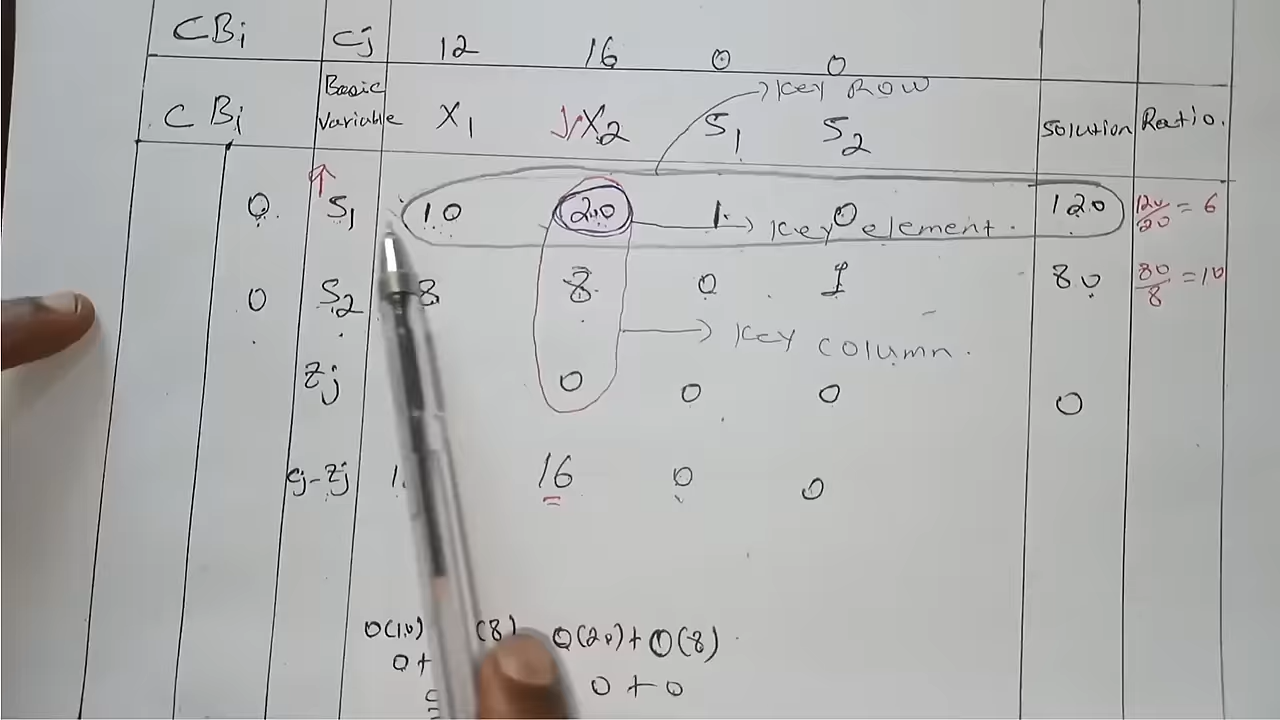 CBi Cj 12 16 0 0
→ Key Row
CBi Basic Variable X1 X2 S1 S2 Solution Ratio.
0. S1 10 20 1. 0 120 120/20 = 6
→ Key element.
0 S2 8 8 0 1 80 80/8 = 10
→ Key column.
Zj 0 0 0 0
Cj-Zj 1 16 0 0
0(10) (8) 0(20)+0(8)
0+ 0+0